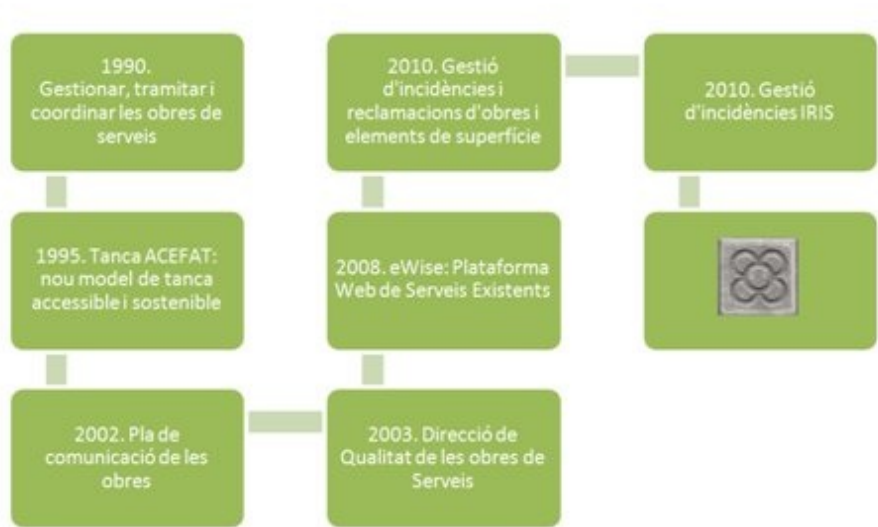 1990.
Gestionar, tramitar i
coordinar les obres de
serveis
1995. Tanca ACEFAT:
nou model de tanca
accessible i sostenible
2002. Pla de
comunicació de les
obres
2003. Direcció de
Qualitat de les obres de
Serveis
2008. eWise: Plataforma
Web de Serveis Existents
2010. Gestió
d'incidències i
reclamacions d'obres i
elements de superfície
2010. Gestió
d'incidències IRIS